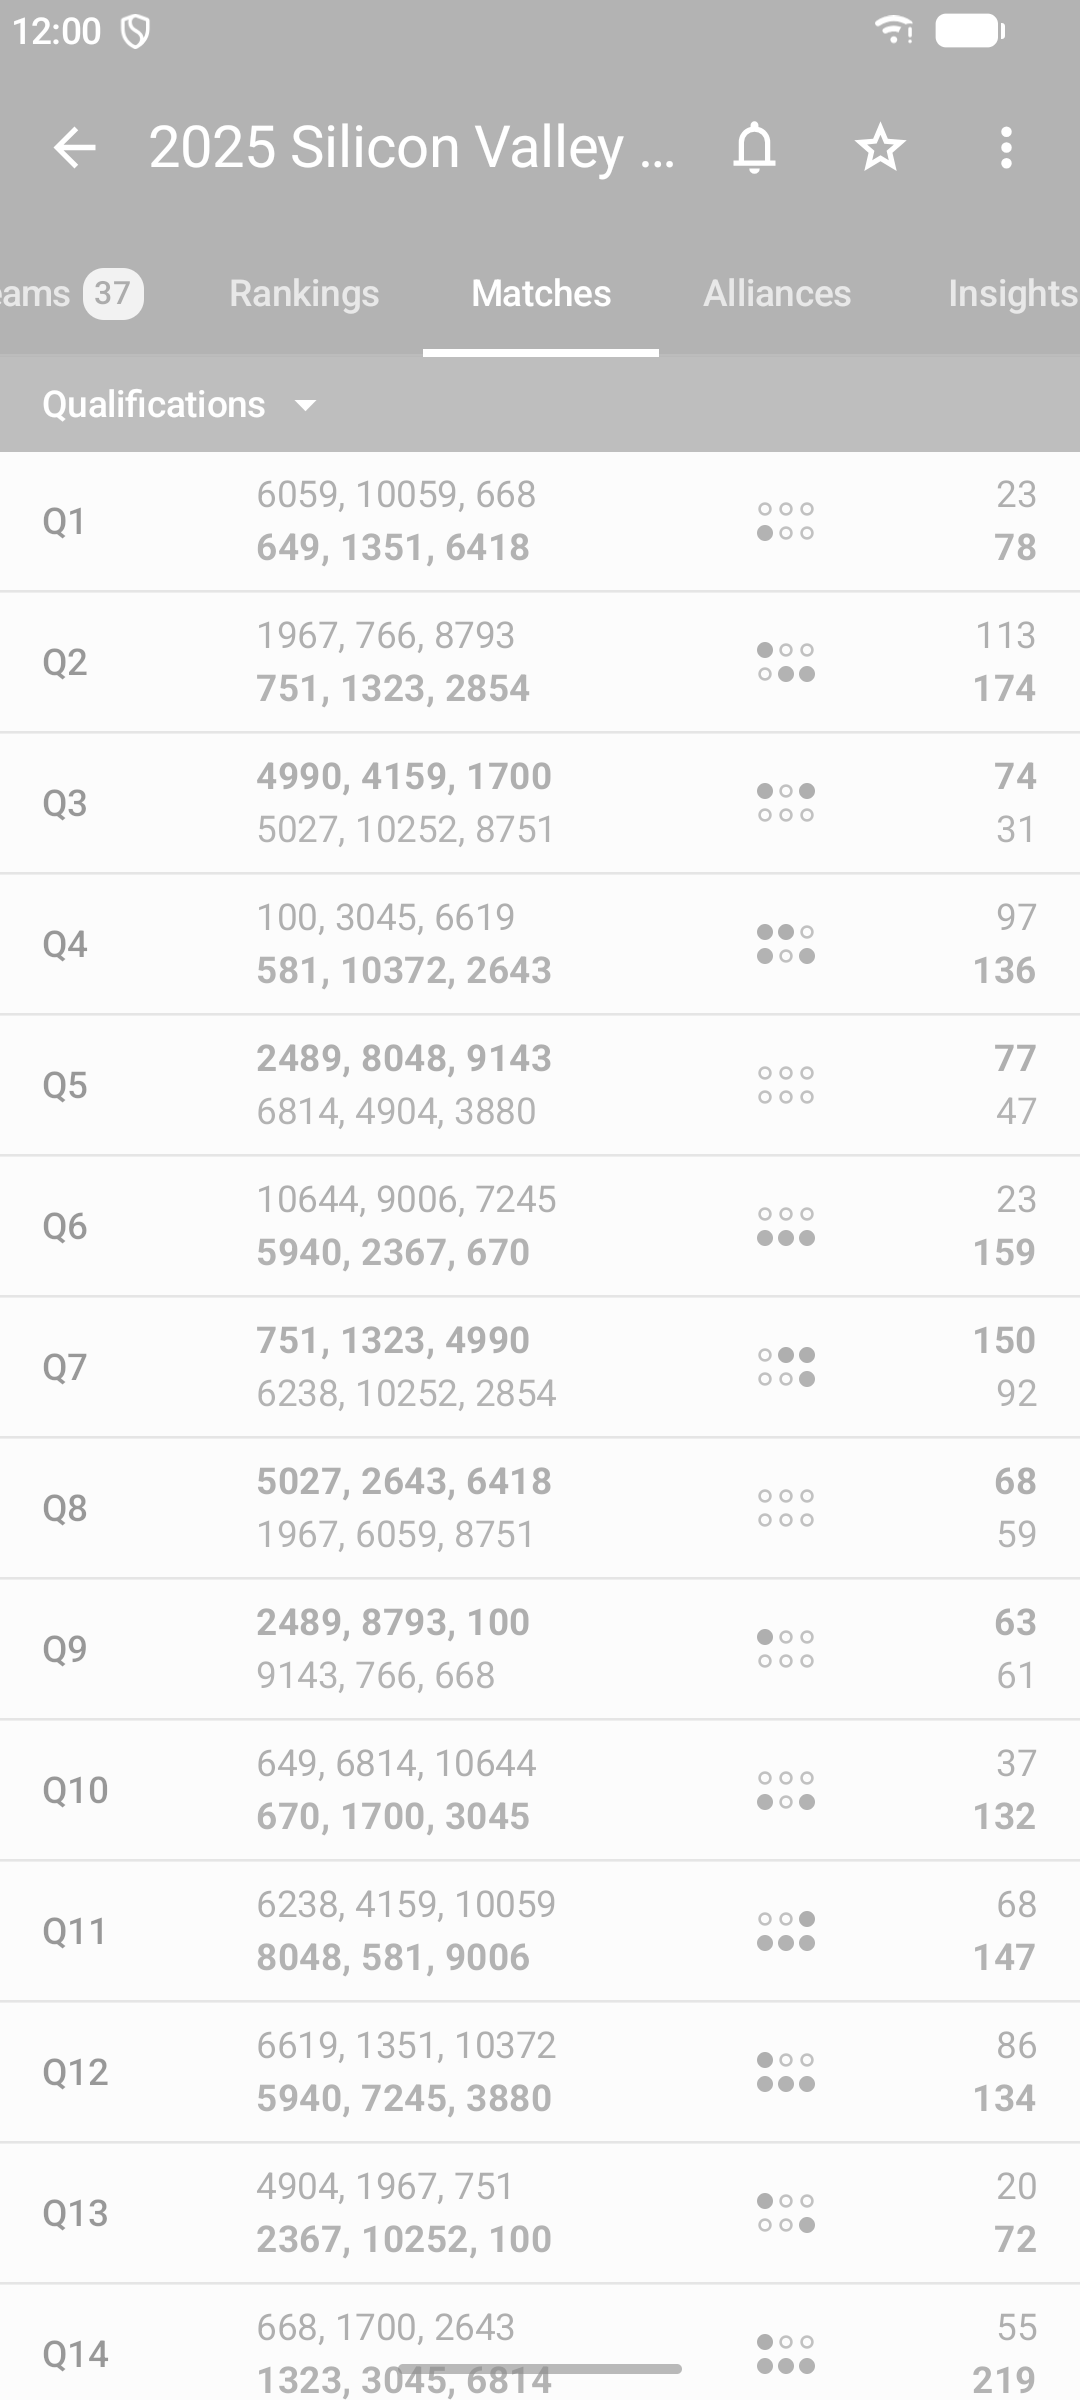 12:00
2025 Silicon Valley ...
eams 37 Rankings Matches Alliances Insights
Qualifications
Q1
6059, 10059, 668
649, 1351, 6418
23
78
Q2
1967, 766, 8793
751, 1323, 2854
113
174
Q3
4990, 4159, 1700
5027, 10252, 8751
74
31
Q4
100, 3045, 6619
581, 10372, 2643
97
136
Q5
2489, 8048, 9143
6814, 4904, 3880
77
47
Q6
10644, 9006, 7245
5940, 2367, 670
23
159
Q7
751, 1323, 4990
6238, 10252, 2854
150
92
Q8
5027, 2643, 6418
1967, 6059, 8751
68
59
Q9
2489, 8793, 100
9143, 766, 668
63
61
Q10
649, 6814, 10644
670, 1700, 3045
37
132
Q11
6238, 4159, 10059
8048, 581, 9006
68
147
Q12
6619, 1351, 10372
5940, 7245, 3880
86
134
Q13
4904, 1967, 751
2367, 10252, 100
20
72
Q14
668, 1700, 2643
1323, 3045, 6814
55
219